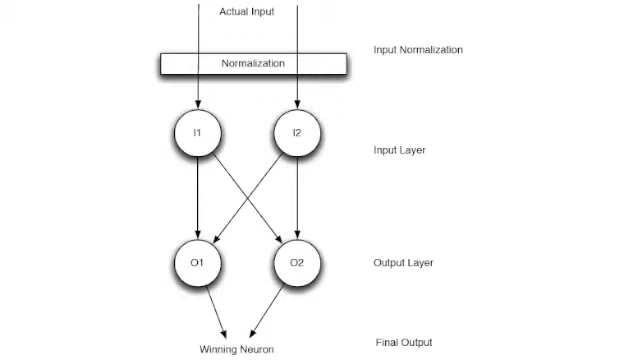 Actual Input
Input Normalization
Normalization
I1
I2
Input Layer
O1
O2
Output Layer
Final Output
Winning Neuron